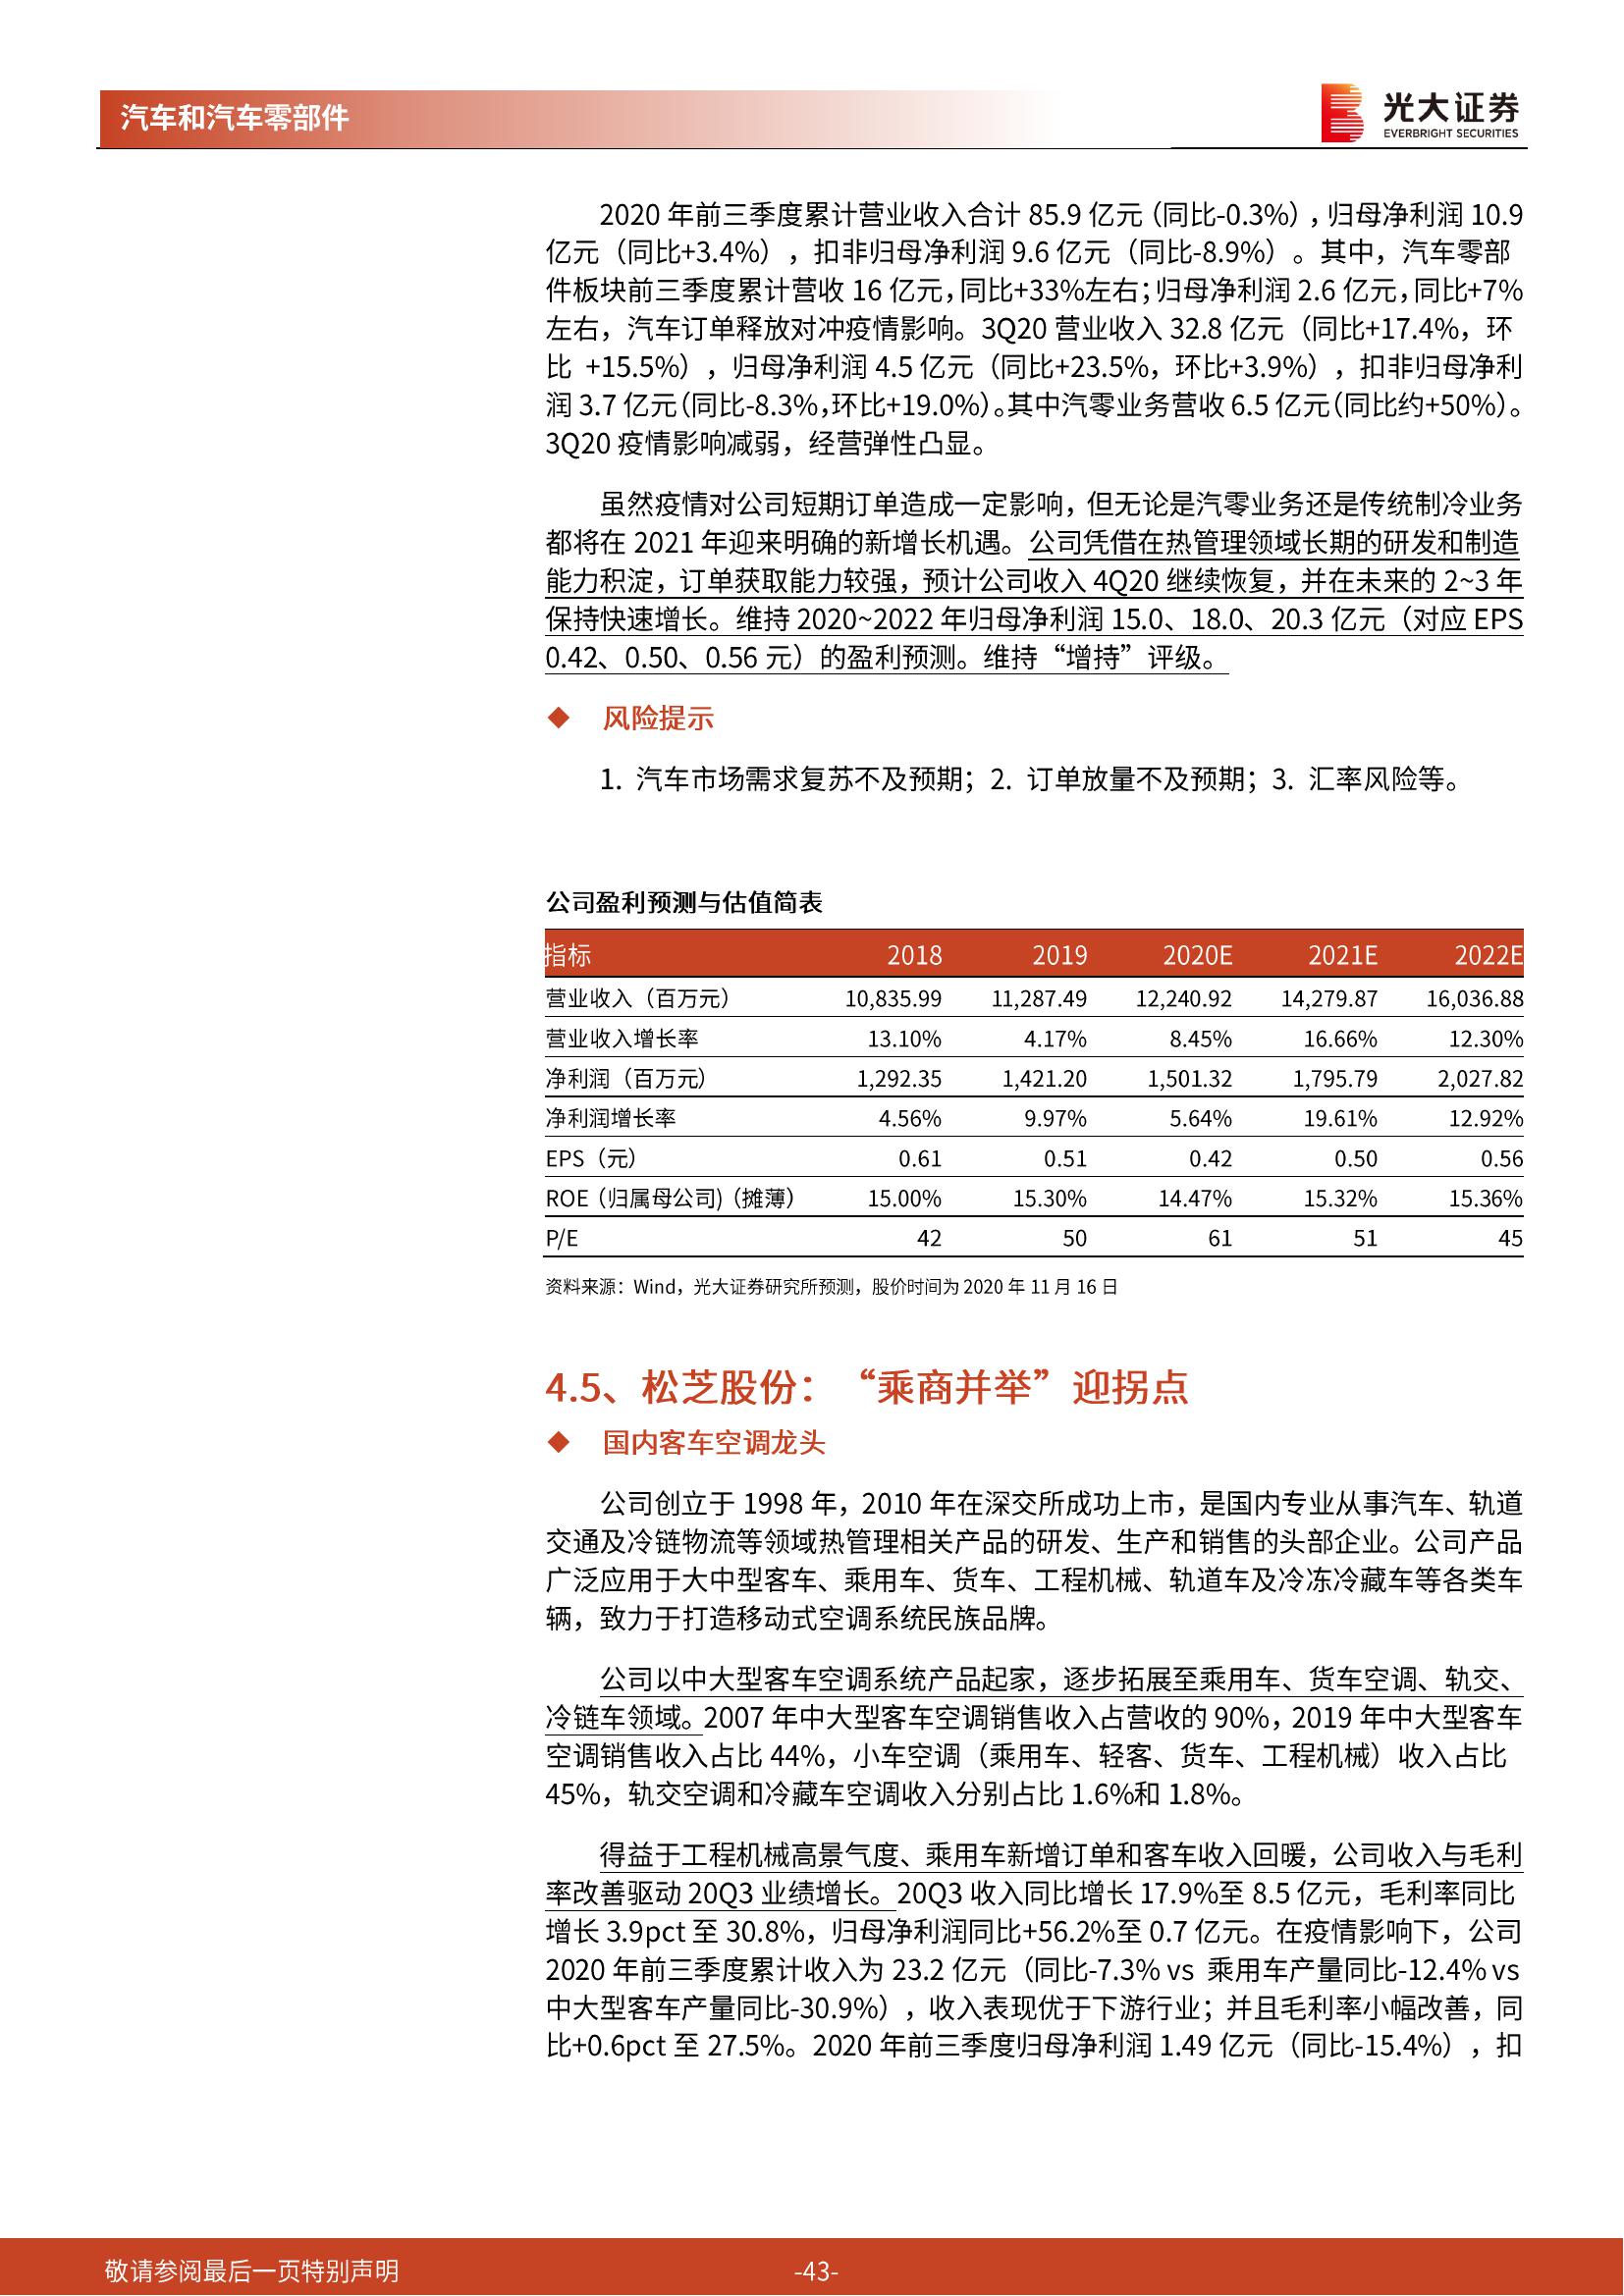 汽车和汽车零部件
光大证券
EVERBRIGHT SECURITIES
2020 年前三季度累计营业收入合计 85.9 亿元（同比-0.3%），归母净利润 10.9
亿元（同比+3.4%），扣非归母净利润 9.6 亿元（同比-8.9%）。其中，汽车零部
件板块前三季度累计营收 16 亿元，同比+33%左右；归母净利润 2.6 亿元，同比+7%
左右，汽车订单释放对冲疫情影响。3Q20 营业收入 32.8 亿元（同比+17.4%，环
比 +15.5%），归母净利润 4.5 亿元（同比+23.5%，环比+3.9%），扣非归母净利
润 3.7 亿元（同比-8.3%，环比+19.0%）。其中汽零业务营收 6.5 亿元（同比约+50%）。
3Q20 疫情影响减弱，经营弹性凸显。
虽然疫情对公司短期订单造成一定影响，但无论是汽零业务还是传统制冷业务
都将在 2021 年迎来明确的新增长机遇。公司凭借在热管理领域长期的研发和制造
能力积淀，订单获取能力较强，预计公司收入 4Q20 继续恢复，并在未来的 2~3 年
保持快速增长。维持 2020~2022 年归母净利润 15.0、18.0、20.3 亿元（对应 EPS
0.42、0.50、0.56 元）的盈利预测。维持“增持”评级。
◆ 风险提示
1. 汽车市场需求复苏不及预期；2. 订单放量不及预期；3. 汇率风险等。
公司盈利预测与估值简表
指标 2018 2019 2020E 2021E 2022E
营业收入（百万元） 10,835.99 11,287.49 12,240.92 14,279.87 16,036.88
营业收入增长率 13.10% 4.17% 8.45% 16.66% 12.30%
净利润（百万元） 1,292.35 1,421.20 1,501.32 1,795.79 2,027.82
净利润增长率 4.56% 9.97% 5.64% 19.61% 12.92%
EPS（元） 0.61 0.51 0.42 0.50 0.56
ROE（归属母公司)（摊薄） 15.00% 15.30% 14.47% 15.32% 15.36%
P/E 42 50 61 51 45
资料来源：Wind，光大证券研究所预测，股价时间为 2020 年 11 月 16 日
4.5、松芝股份：“乘商并举”迎拐点
◆ 国内客车空调龙头
公司创立于 1998 年，2010 年在深交所成功上市，是国内专业从事汽车、轨道
交通及冷链物流等领域热管理相关产品的研发、生产和销售的头部企业。公司产品
广泛应用于大中型客车、乘用车、货车、工程机械、轨道车及冷冻冷藏车等各类车
辆，致力于打造移动式空调系统民族品牌。
公司以中大型客车空调系统产品起家，逐步拓展至乘用车、货车空调、轨交、
冷链车领域。2007 年中大型客车空调销售收入占营收的 90%，2019 年中大型客车
空调销售收入占比 44%，小车空调（乘用车、轻客、货车、工程机械）收入占比
45%，轨交空调和冷藏车空调收入分别占比 1.6%和 1.8%。
得益于工程机械高景气度、乘用车新增订单和客车收入回暖，公司收入与毛利
率改善驱动 20Q3 业绩增长。20Q3 收入同比增长 17.9%至 8.5 亿元，毛利率同比
增长 3.9pct 至 30.8%，归母净利润同比+56.2%至 0.7 亿元。在疫情影响下，公司
2020 年前三季度累计收入为 23.2 亿元（同比-7.3% vs 乘用车产量同比-12.4% vs
中大型客车产量同比-30.9%），收入表现优于下游行业；并且毛利率小幅改善，同
比+0.6pct 至 27.5%。2020 年前三季度归母净利润 1.49 亿元（同比-15.4%），扣
敬请参阅最后一页特别声明
-43-